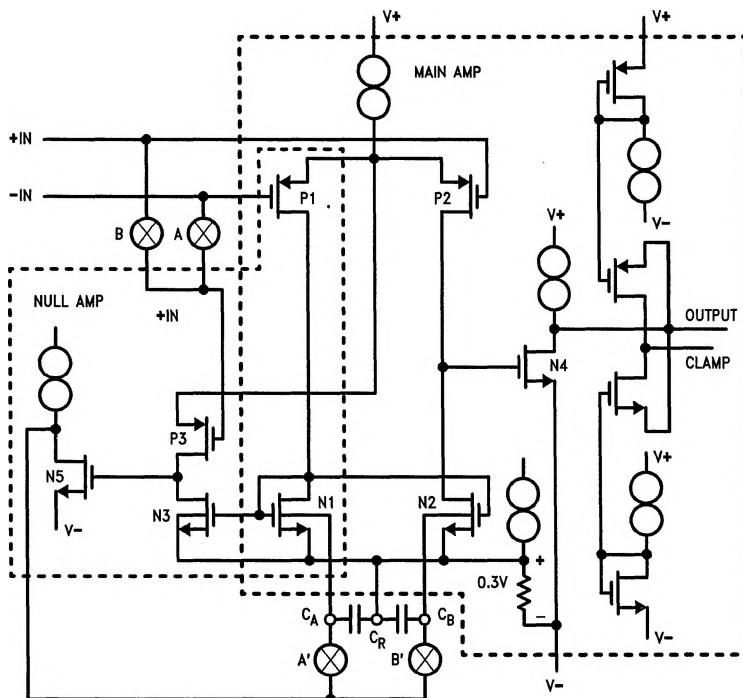 V+
V+
MAIN AMP
+IN
-IN
P1
P2
V-
B
A
V+
NULL AMP
+IN
OUTPUT
CLAMP
N4
P3
N5
V+
N3
N1
N2
V-
+
0.3V
-
CA
CR
CB
A'
B'
V-
V-